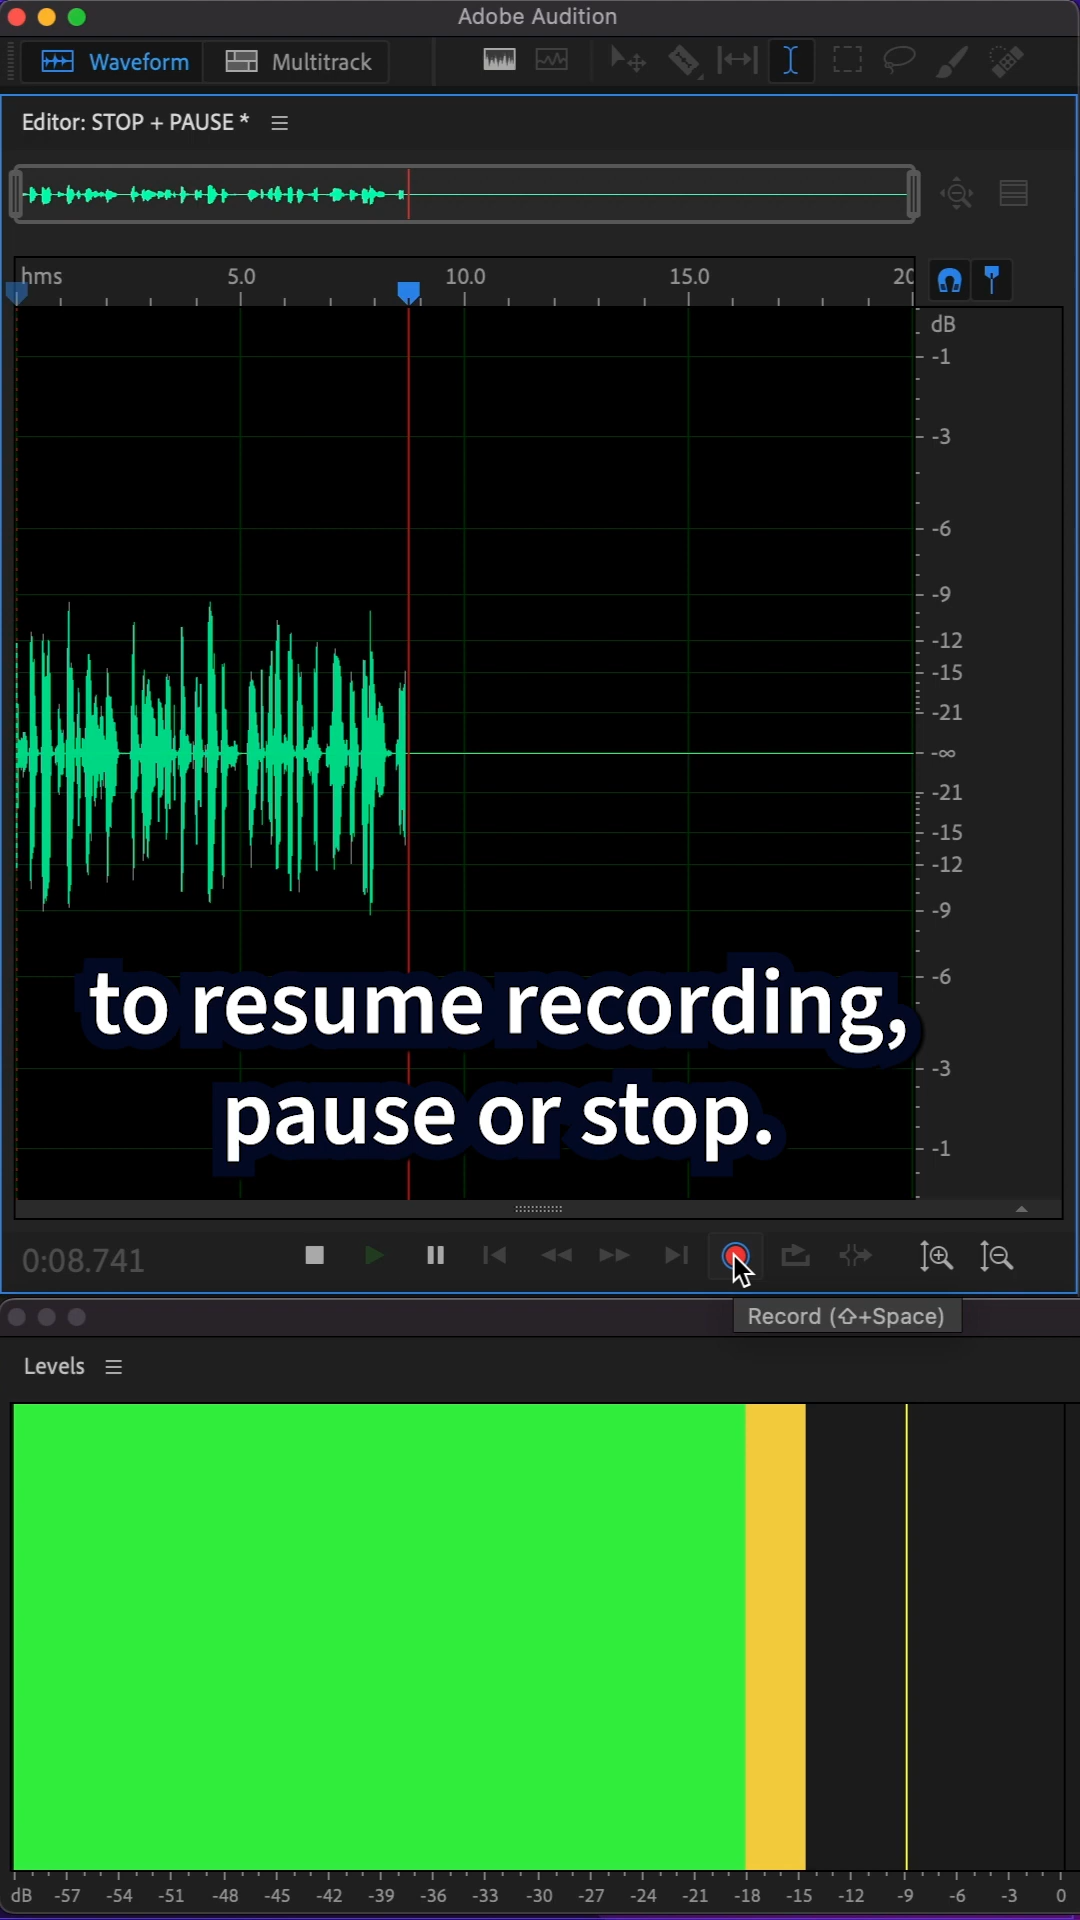 Adobe Audition
Waveform
Multitrack
Editor: STOP + PAUSE *
hms 5.0 10.0 15.0 20
dB
-1
-3
-6
-9
-12
-15
-21
-∞
-21
-15
-12
-9
-6
-3
-1
to resume recording,
pause or stop.
0:08.741
Record (⇧+Space)
Levels
dB -57 -54 -51 -48 -45 -42 -39 -36 -33 -30 -27 -24 -21 -18 -15 -12 -9 -6 -3 0